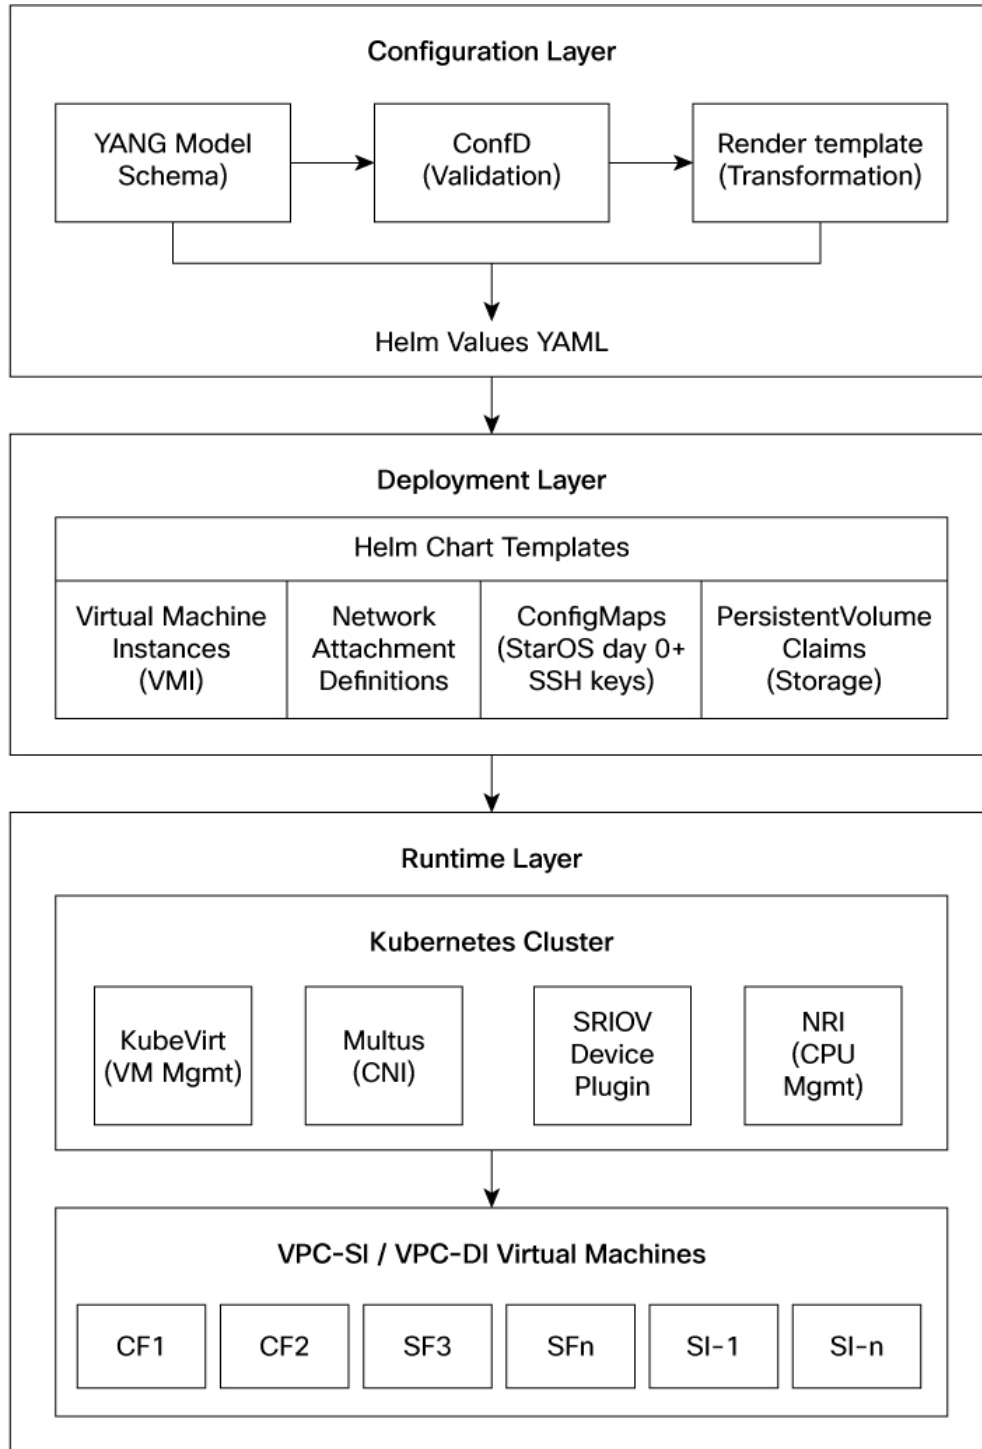 Configuration Layer
YANG Model
Schema)
ConfD
(Validation)
Render template
(Transformation)
Helm Values YAML
Deployment Layer
Helm Chart Templates
Virtual Machine
Instances
(VMI)
Network
Attachment
Definitions
ConfigMaps
(StarOS day 0+
SSH keys)
PersistentVolume
Claims
(Storage)
Runtime Layer
Kubernetes Cluster
KubeVirt
(VM Mgmt)
Multus
(CNI)
SRIOV
Device
Plugin
NRI
(CPU
Mgmt)
VPC-SI / VPC-DI Virtual Machines
CF1
CF2
SF3
SFn
SI-1
SI-n